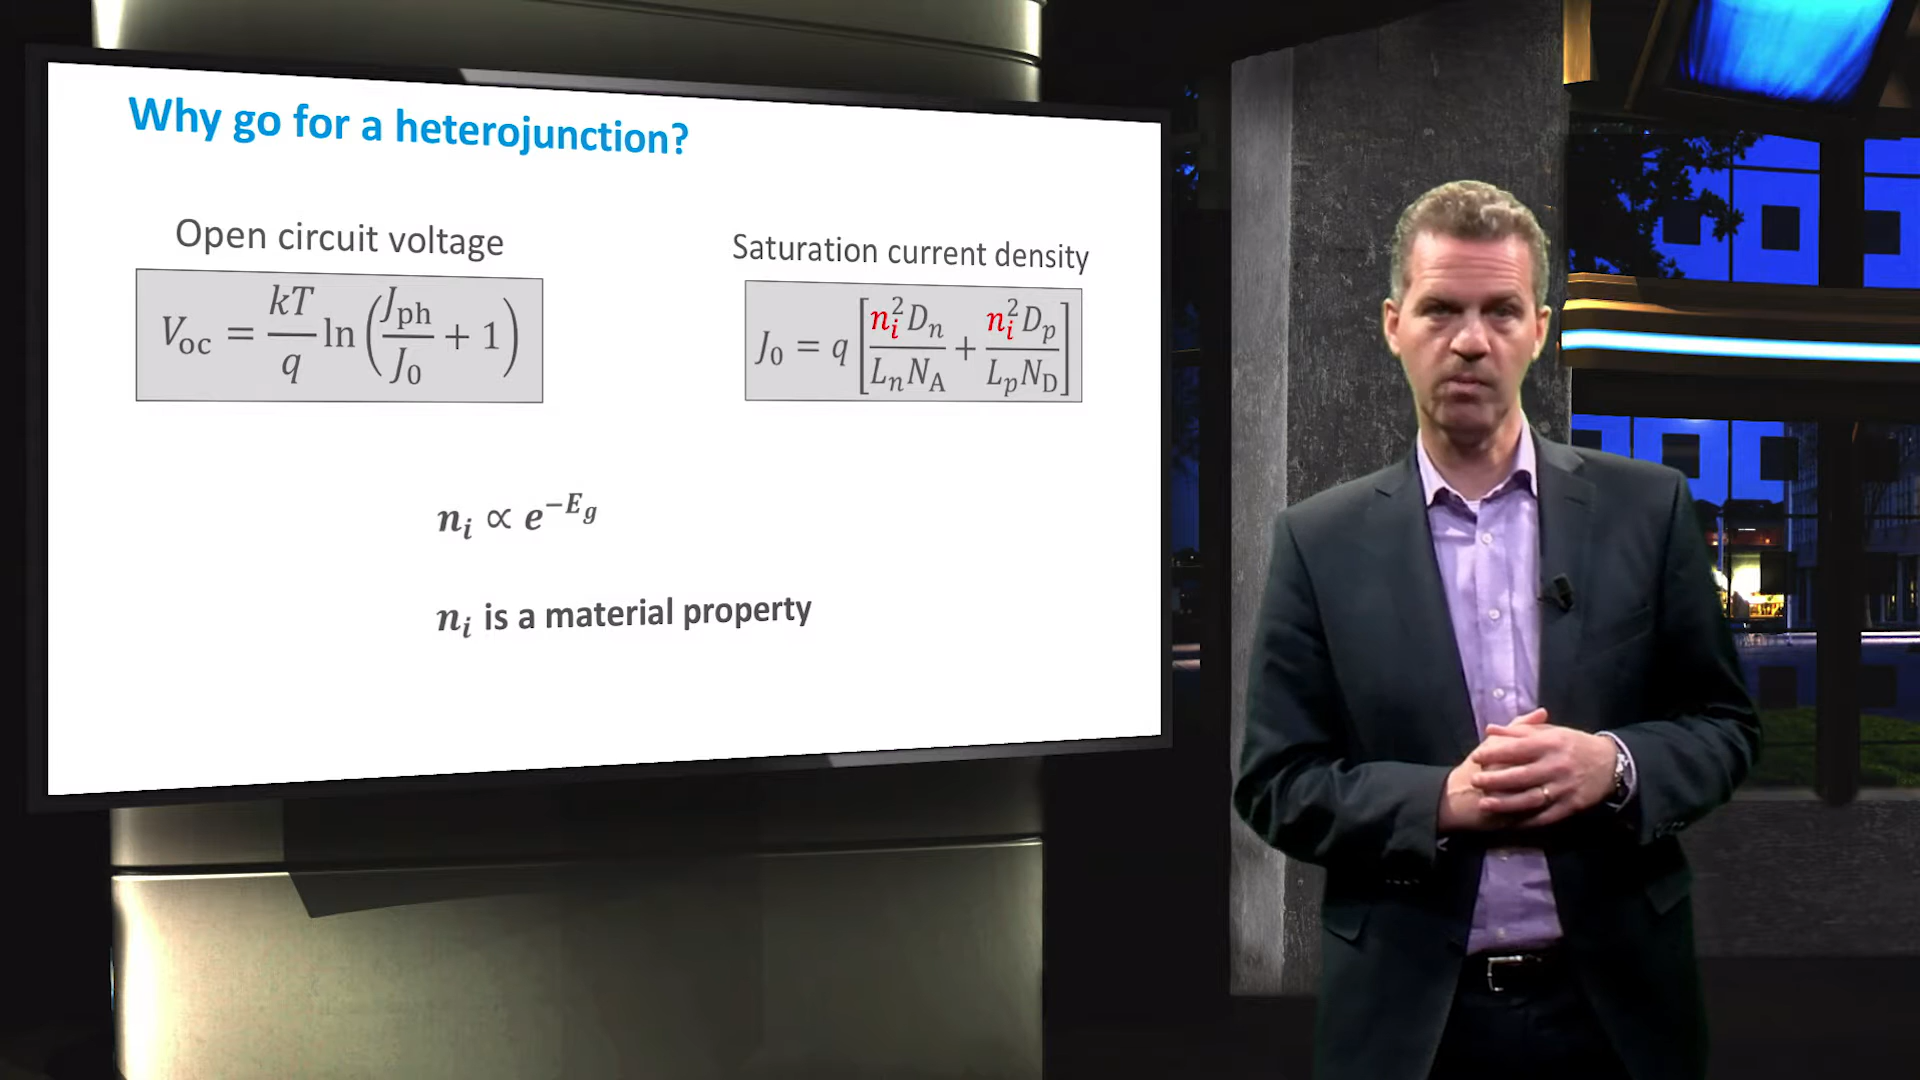 Why go for a heterojunction?
Open circuit voltage
V_oc = kT/q ln(J_ph/J_0 + 1)
Saturation current density
J_0 = q [n_i^2 D_n / L_n N_A + n_i^2 D_p / L_p N_D]
n_i ∝ e^{-E_g}
n_i is a material property